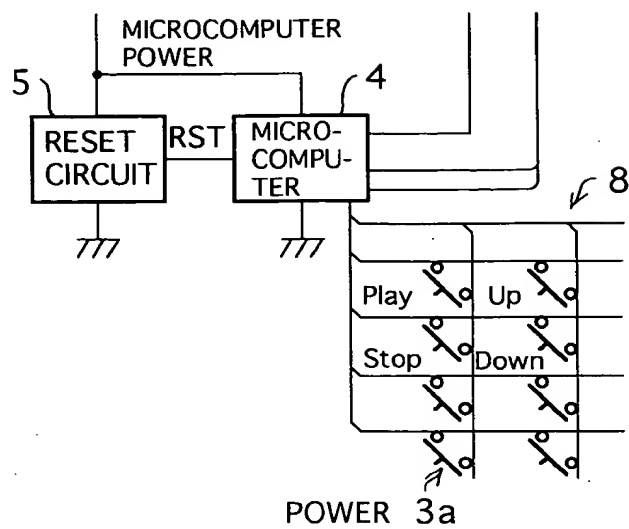 MICROCOMPUTER
POWER
5
4
RESET
CIRCUIT
RST
MICRO-
COMPU-
TER
8
Play Up
Stop Down
POWER 3a